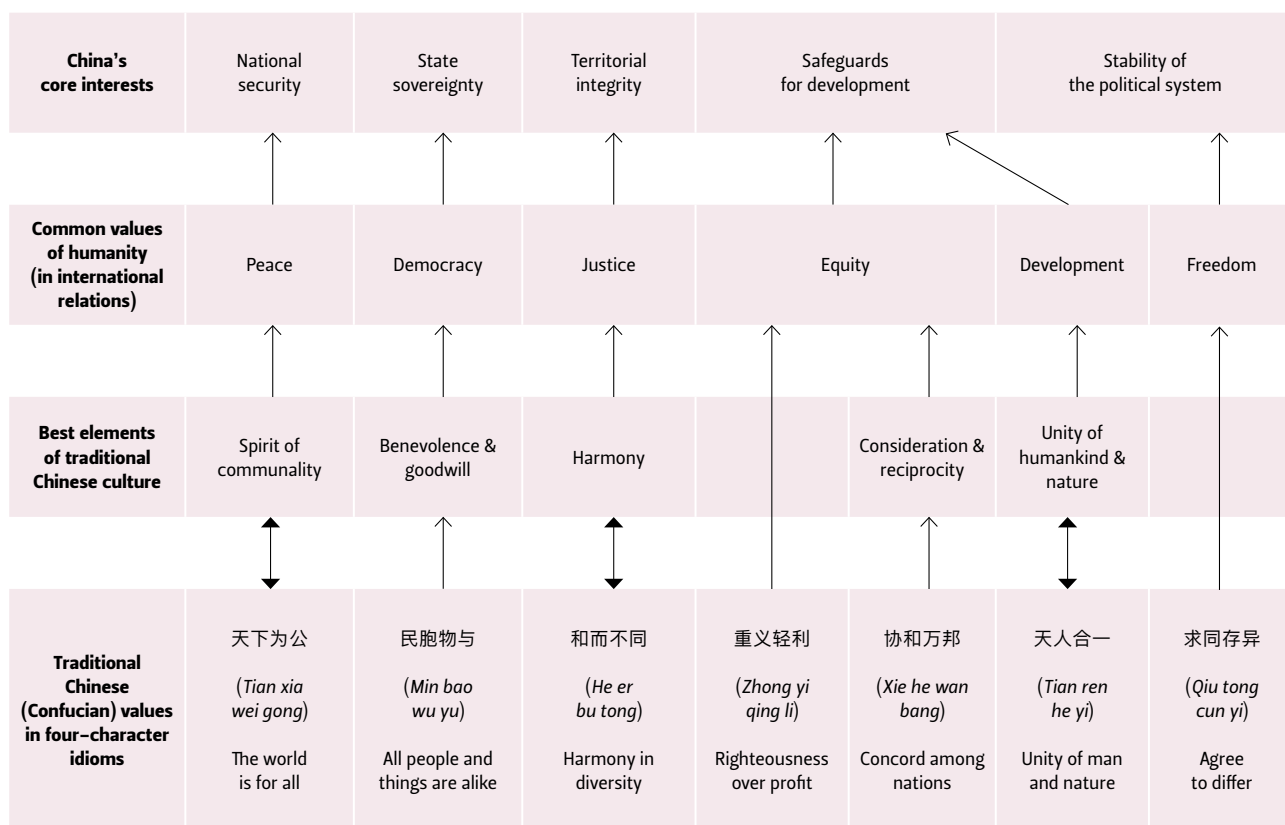 China's
core interests
National
security
State
sovereignty
Territorial
integrity
Safeguards
for development
Stability of
the political system
Common values
of humanity
(in international
relations)
Peace
Democracy
Justice
Equity
Development
Freedom
Best elements
of traditional
Chinese culture
Spirit of
communality
Benevolence &
goodwill
Harmony
Consideration &
reciprocity
Unity of
humankind &
nature
Traditional
Chinese
(Confucian) values
in four-character
idioms
天下为公
(Tian xia
wei gong)
The world
is for all
民胞物与
(Min bao
wu yu)
All people and
things are alike
和而不同
(He er
bu tong)
Harmony in
diversity
重义轻利
(Zhong yi
qing li)
Righteousness
over profit
协和万邦
(Xie he wan
bang)
Concord among
nations
天人合一
(Tian ren
he yi)
Unity of man
and nature
求同存异
(Qiu tong
cun yi)
Agree
to differ